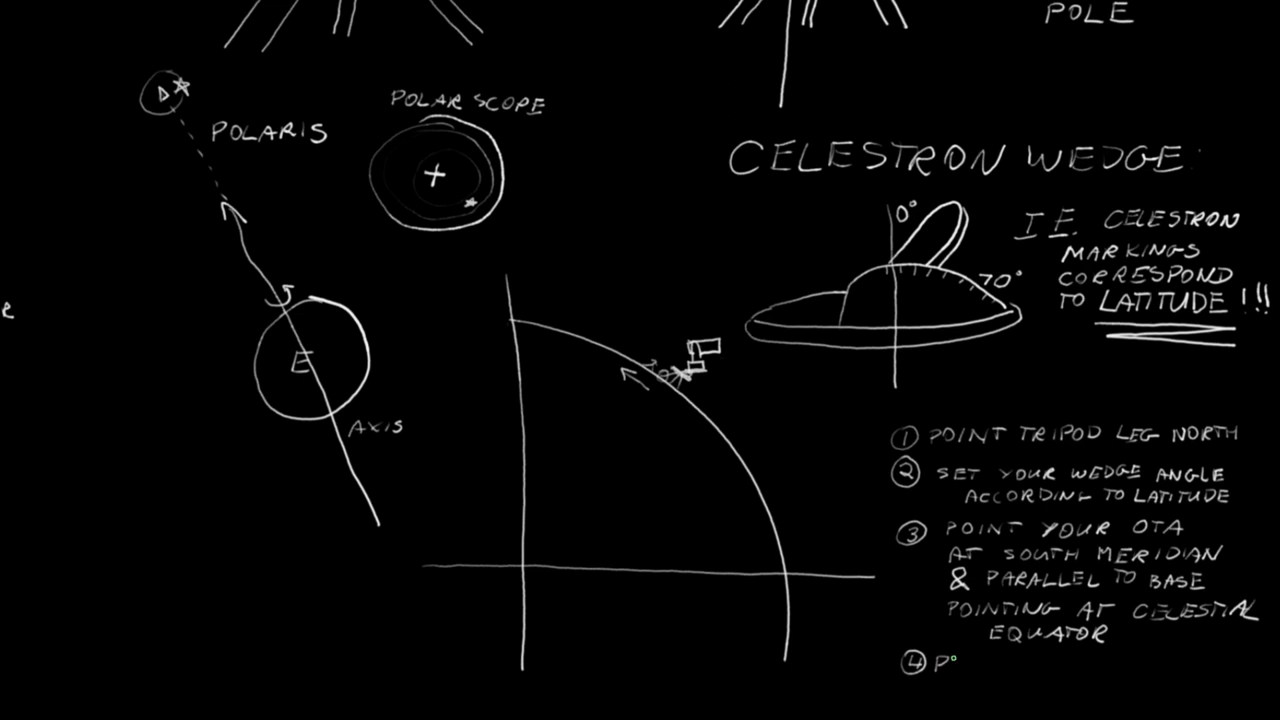 POLE
POLARIS
POLAR SCOPE
E
AXIS
R
CELESTRON WEDGE
0°
70°
I.E. CELESTRON
MARKINGS
CORRESPOND
TO LATITUDE!!!
① POINT TRIPOD LEG NORTH
② SET YOUR WEDGE ANGLE
ACCORDING TO LATITUDE
③ POINT YOUR OTA
AT SOUTH MERIDIAN
& PARALLEL TO BASE
POINTING AT CELESTIAL
EQUATOR
④ P